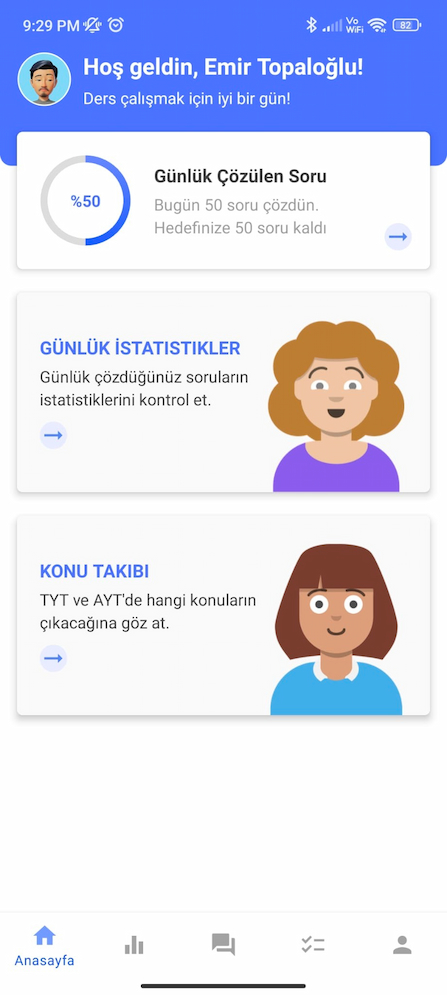 9:29 PM
Vo
WiFi
82
Hoş geldin, Emir Topaloğlu!
Ders çalışmak için iyi bir gün!
%50
Günlük Çözülen Soru
Bugün 50 soru çözdün.
Hedefinize 50 soru kaldı
GÜNLÜK İSTATISTIKLER
Günlük çözdüğünüz soruların
istatistiklerini kontrol et.
KONU TAKIBI
TYT ve AYT'de hangi konuların
çıkacağına göz at.
Anasayfa